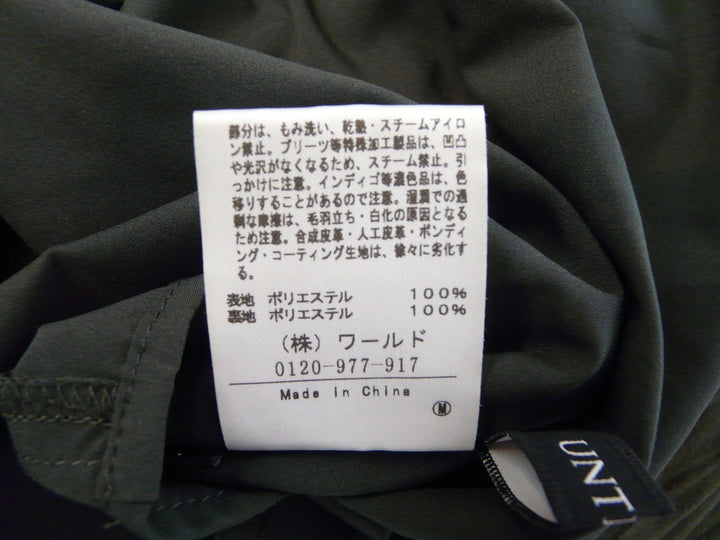 部分は、もみ洗い、乾熱・スチームアイロ
ン禁止。プリーツ等特殊加工製品は、凹凸
や光沢がなくなるため、スチーム禁止。引
っかけに注意。インディゴ等濃色品は、色
移りすることがあるので注意。湿潤での過
剰な摩擦は、毛羽立ち・白化の原因となる
ため注意。合成皮革・人工皮革・ボンディ
ング・コーティング生地は、徐々に劣化す
る。
表地 ポリエステル 100%
裏地 ポリエステル 100%
(株) ワールド
0120-977-917
Made in China
M
UNT